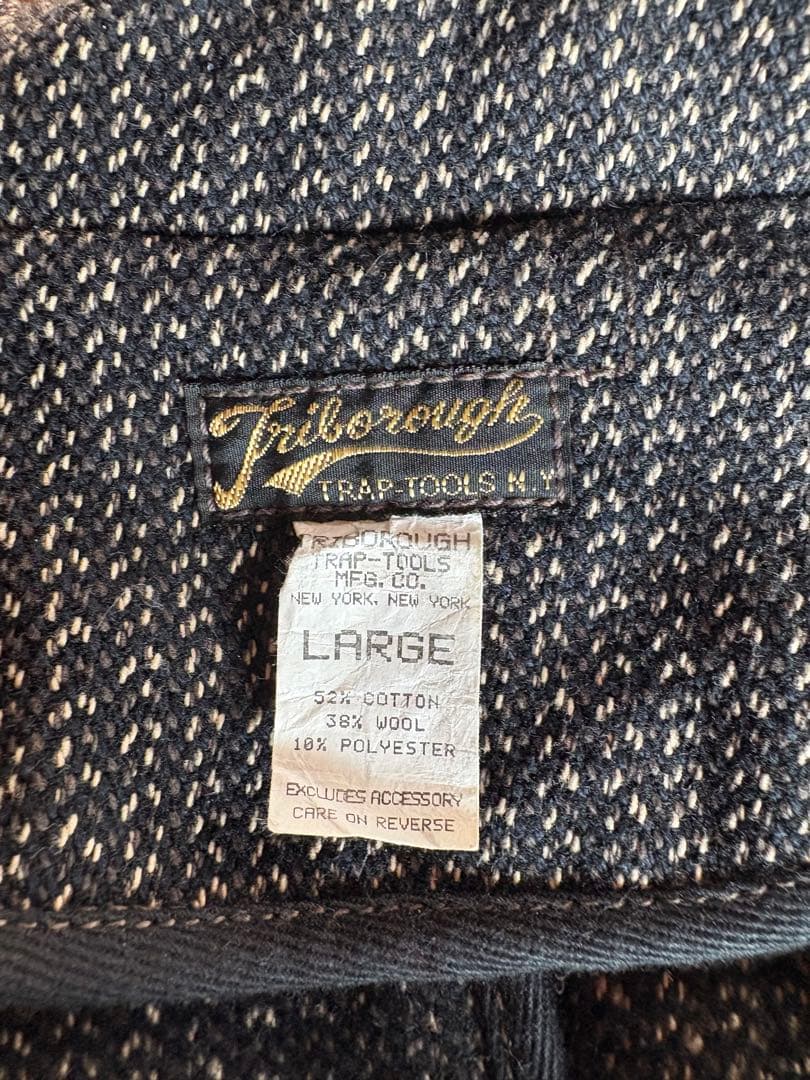 Triborough
TRAP-TOOLS N.Y
TRIBOROUGH
TRAP-TOOLS
MFG. CO.
NEW YORK, NEW YORK
LARGE
52% COTTON
38% WOOL
10% POLYESTER
EXCLUDES ACCESSORY
CARE ON REVERSE